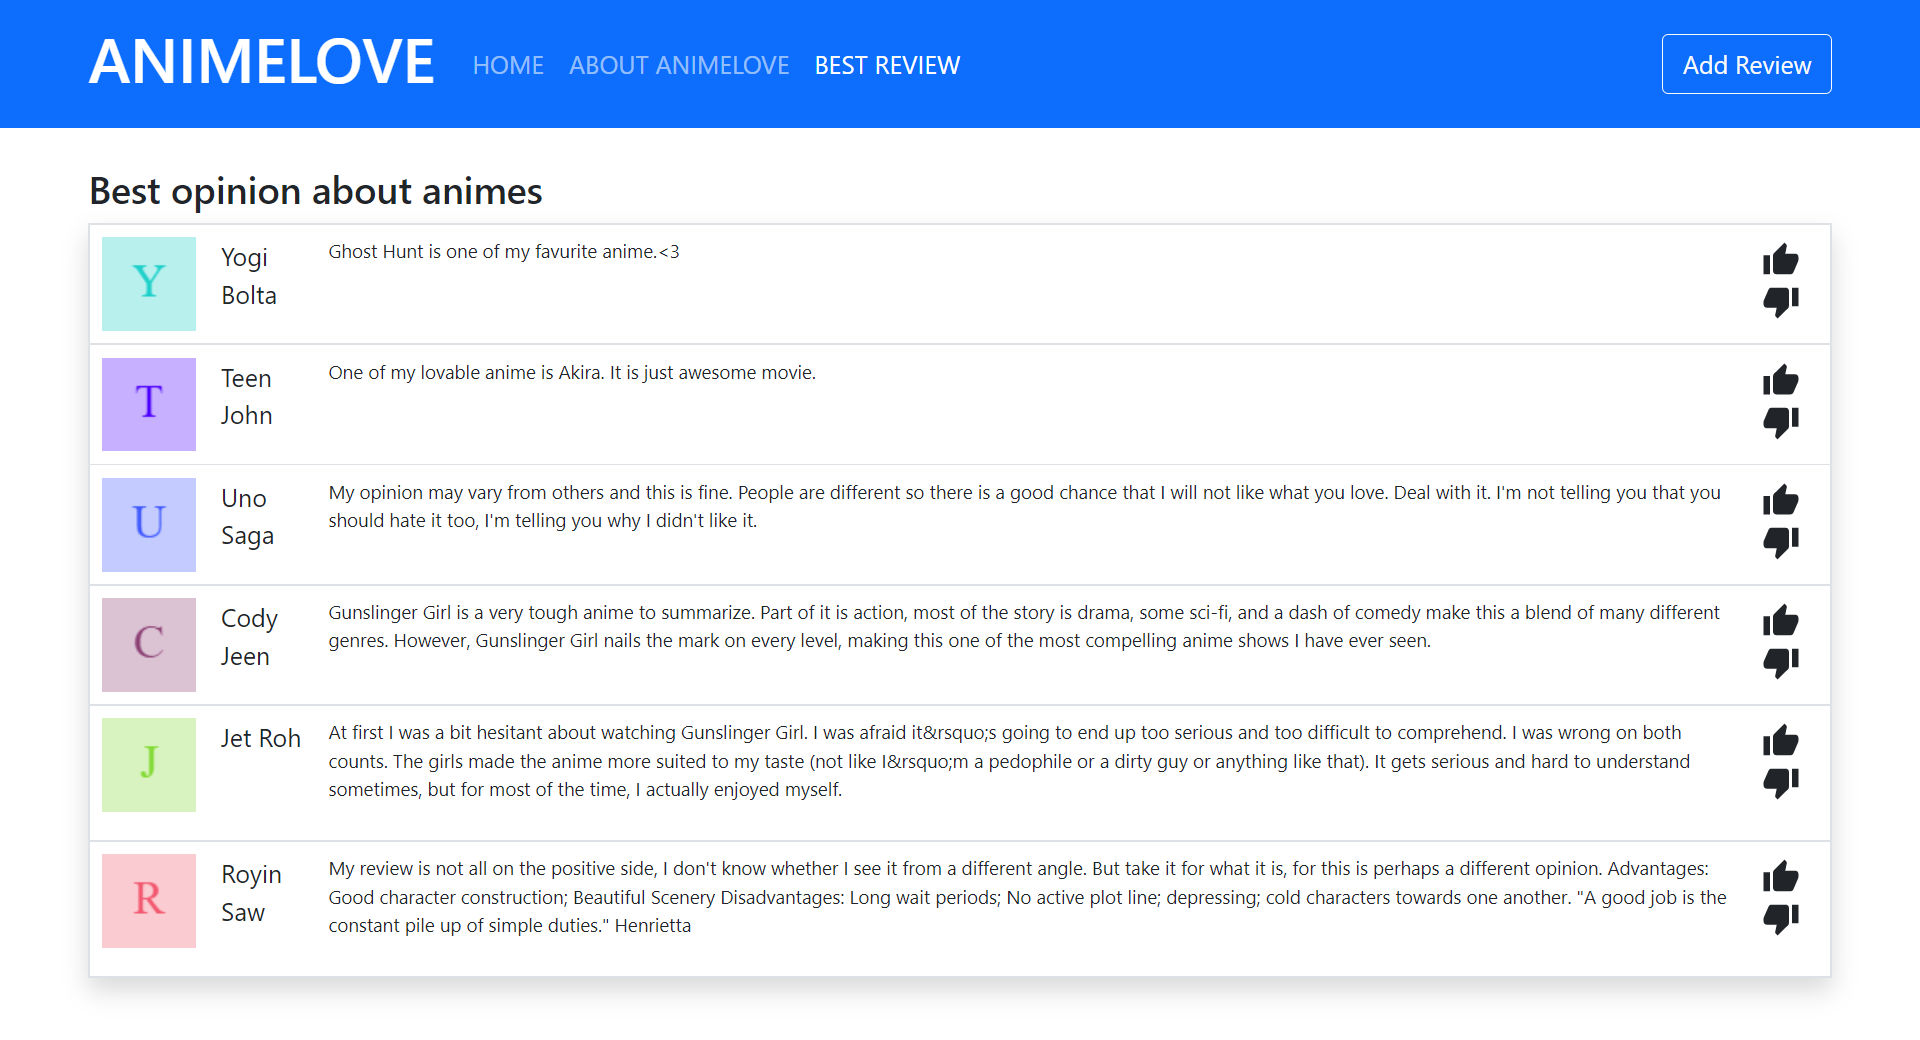 ANIMELOVE
HOME
ABOUT ANIMELOVE
BEST REVIEW
Add Review
Best opinion about animes
Y
Yogi
Bolta
Ghost Hunt is one of my favurite anime.<3
T
Teen
John
One of my lovable anime is Akira. It is just awesome movie.
U
Uno
Saga
My opinion may vary from others and this is fine. People are different so there is a good chance that I will not like what you love. Deal with it. I'm not telling you that you
should hate it too, I'm telling you why I didn't like it.
C
Cody
Jeen
Gunslinger Girl is a very tough anime to summarize. Part of it is action, most of the story is drama, some sci-fi, and a dash of comedy make this a blend of many different
genres. However, Gunslinger Girl nails the mark on every level, making this one of the most compelling anime shows I have ever seen.
J
Jet Roh
At first I was a bit hesitant about watching Gunslinger Girl. I was afraid it&rsquo;s going to end up too serious and too difficult to comprehend. I was wrong on both
counts. The girls made the anime more suited to my taste (not like I&rsquo;m a pedophile or a dirty guy or anything like that). It gets serious and hard to understand
sometimes, but for most of the time, I actually enjoyed myself.
R
Royin
Saw
My review is not all on the positive side, I don't know whether I see it from a different angle. But take it for what it is, for this is perhaps a different opinion. Advantages:
Good character construction; Beautiful Scenery Disadvantages: Long wait periods; No active plot line; depressing; cold characters towards one another. "A good job is the
constant pile up of simple duties." Henrietta